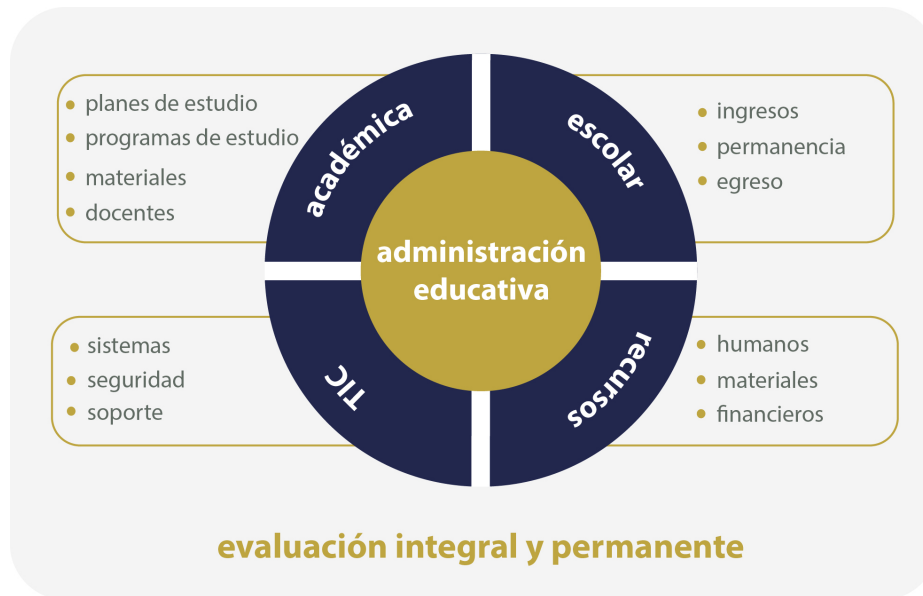 académica
planes de estudio
programas de estudio
materiales
docentes
escolar
ingresos
permanencia
egreso
administración
educativa
TIC
sistemas
seguridad
soporte
recursos
humanos
materiales
financieros
evaluación integral y permanente